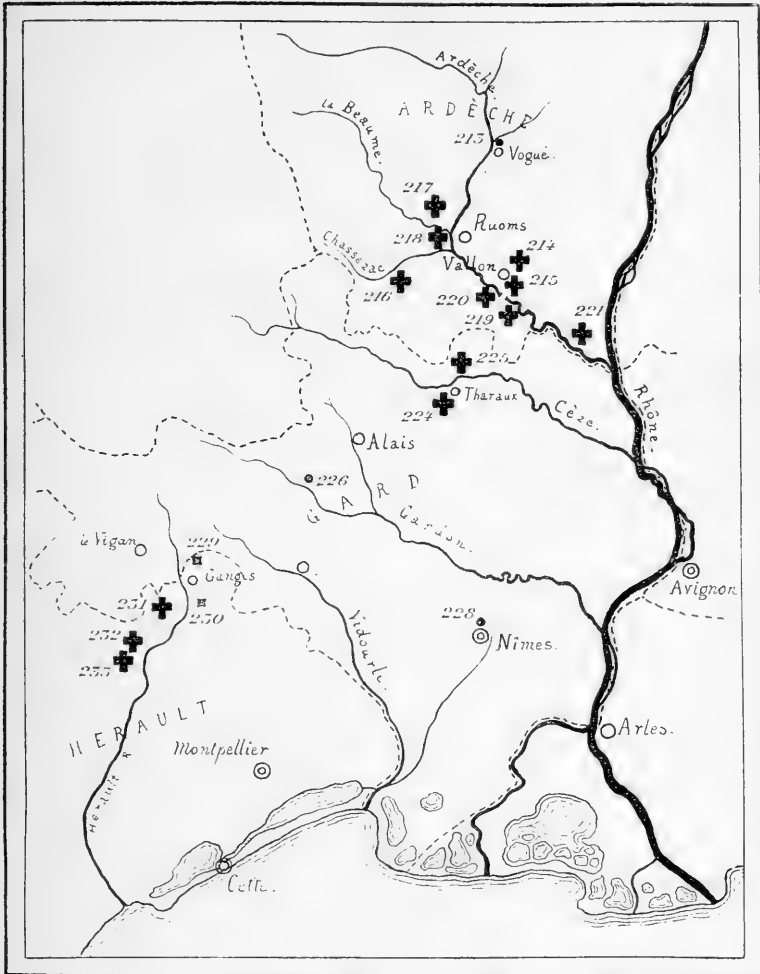 Ardèche.
ARDÈCHE
la Beaume.
213
Vogué.
217
218
Ruoms
214
Chassezac
Vallon
215
216
220
219
221
225
Tharaux
224
Cèze.
Rhône.
Alais
226
GARD
Gardon.
le Vigan
229
Ganges
231
230
Avignon
232
233
Vidourle.
228
Nîmes.
HERAULT
Hérault R
Montpellier
Arles.
Cette.